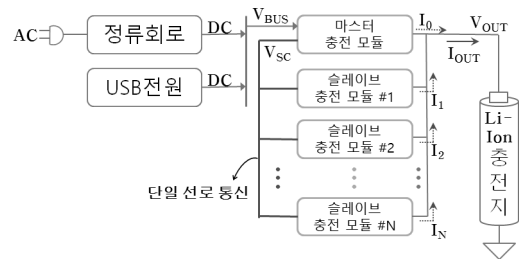 AC
정류회로
DC
USB전원
DC
V_BUS
V_SC
마스터
충전 모듈
슬레이브
충전 모듈 #1
슬레이브
충전 모듈 #2
슬레이브
충전 모듈 #N
단일 선로 통신
I_0
I_1
I_2
I_N
V_OUT
I_OUT
Li-
Ion
충
전
지